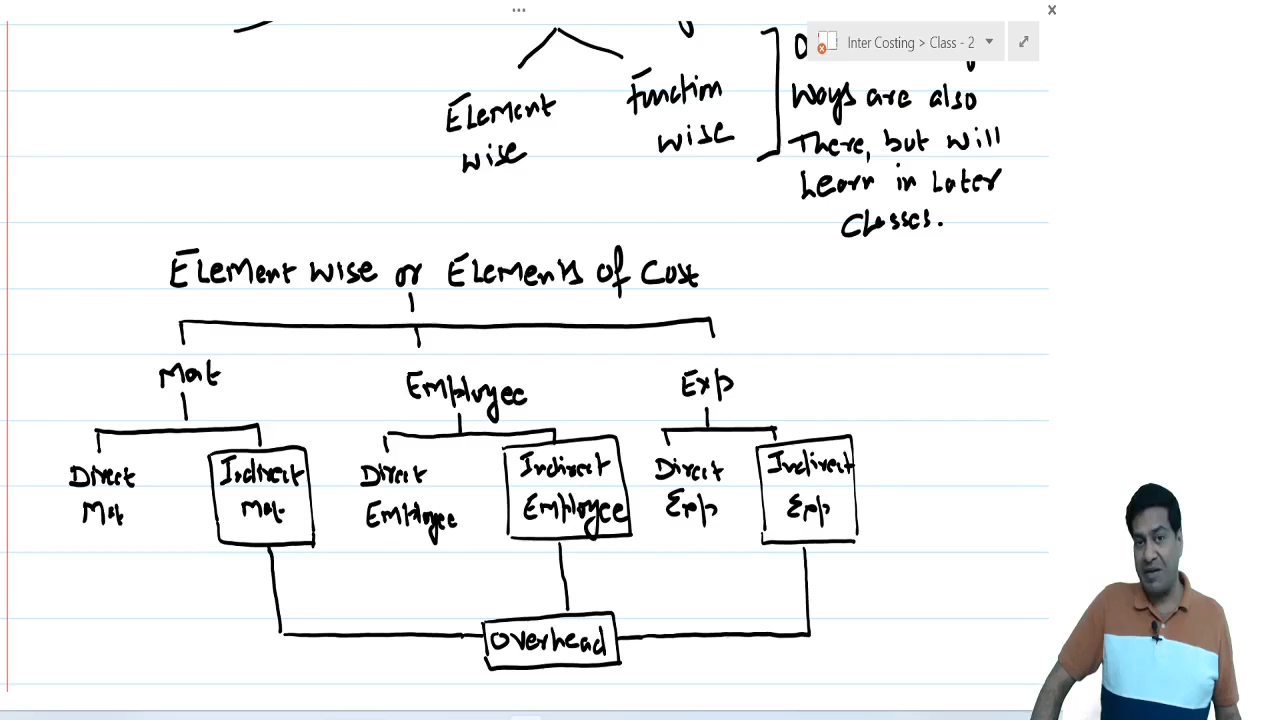 Inter Costing > Class - 2
Element
wise
Function
wise
ways are also
There, but will
Learn in Later
Classes.
Element wise or Elements of Cost
Mat
Employee
Exp
Direct
Mat
Indirect
Mat
Direct
Employee
Indirect
Employee
Direct
Exp
Indirect
Exp
Overhead